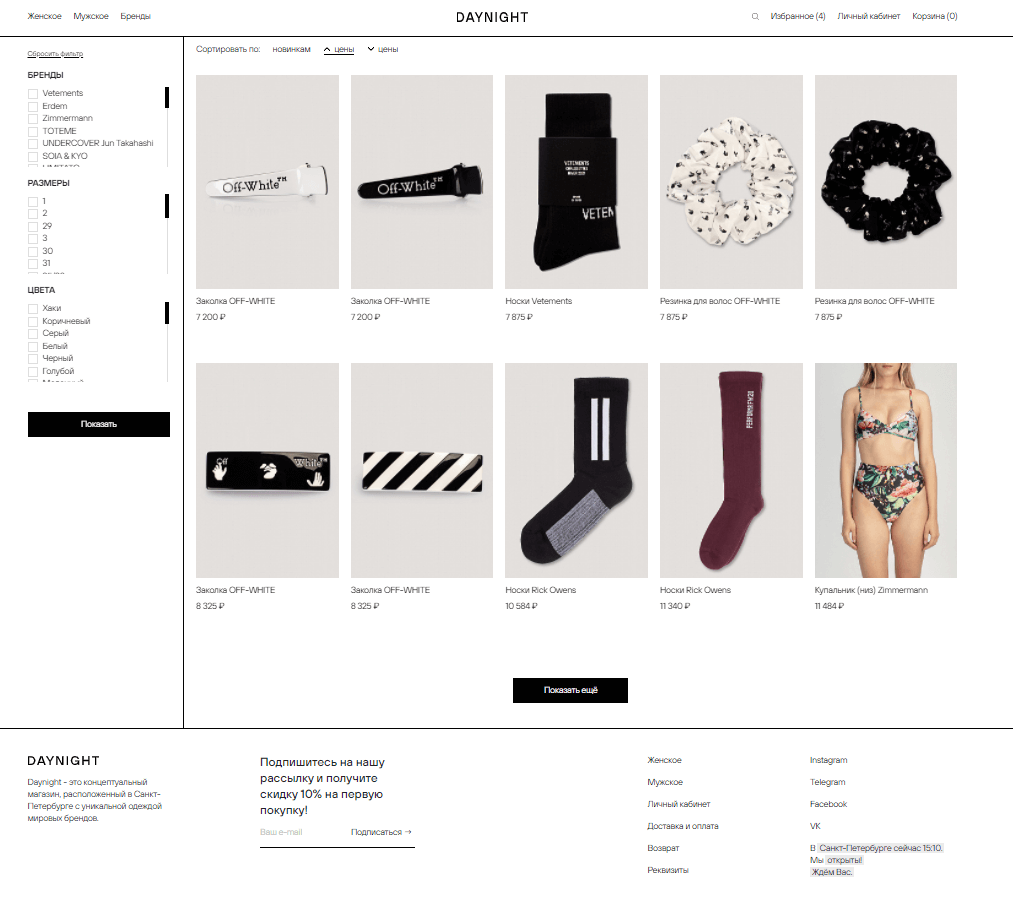 Женское Мужское Бренды DAYNIGHT Избранное (4) Личный кабинет Корзина (0)
Сбросить фильтр
Сортировать по: новинкам цены цены
БРЕНДЫ
Vetements
Erdem
Zimmermann
TOTEME
UNDERCOVER Jun Takahashi
SOIA & KYO
РАЗМЕРЫ
1
2
29
3
30
31
ЦВЕТА
Хаки
Коричневый
Серый
Белый
Черный
Голубой
Показать
Off-White™
Off-White™
VETEMENTS
VETEM
Заколка OFF-WHITE
7 200 ₽
Заколка OFF-WHITE
7 200 ₽
Носки Vetements
7 875 ₽
Резинка для волос OFF-WHITE
7 875 ₽
Резинка для волос OFF-WHITE
7 875 ₽
Off White™
Заколка OFF-WHITE
8 325 ₽
Заколка OFF-WHITE
8 325 ₽
Носки Rick Owens
10 584 ₽
Носки Rick Owens
11 340 ₽
Купальник (низ) Zimmermann
11 484 ₽
Показать ещё
DAYNIGHT
Daynight - это концептуальный
магазин, расположенный в Санкт-
Петербурге с уникальной одеждой
мировых брендов.
Подпишитесь на нашу
рассылку и получите
скидку 10% на первую
покупку!
Ваш e-mail Подписаться →
Женское
Мужское
Личный кабинет
Доставка и оплата
Возврат
Реквизиты
Instagram
Telegram
Facebook
VK
В Санкт-Петербурге сейчас 15:10.
Мы открыты!
Ждём Вас.